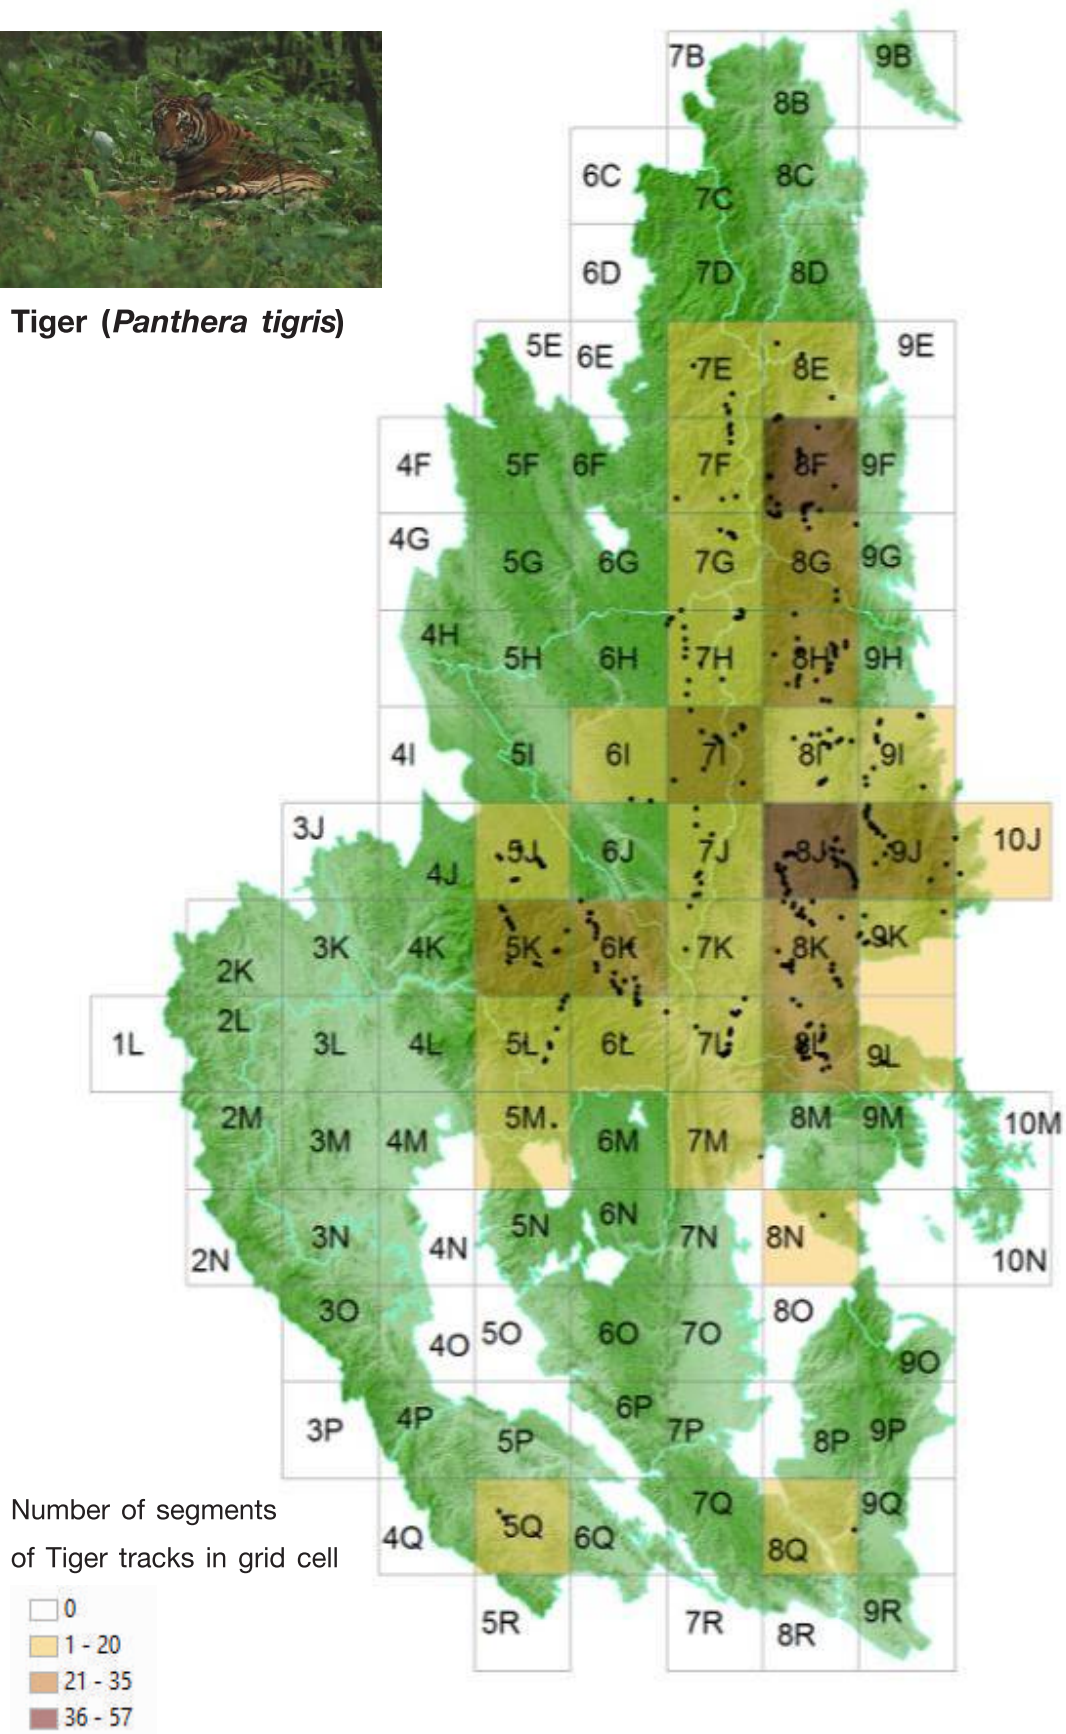 7B 9B
8B
6C 7C 8C
6D 7D 8D
Tiger (Panthera tigris)
5E 6E 7E 8E 9E
4F 5F 6F 7F 8F 9F
4G 5G 6G 7G 8G 9G
4H 5H 6H 7H 8H 9H
4I 5I 6I 7I 8I 9I
3J 4J 5J 6J 7J 8J 9J 10J
2K 3K 4K 5K 6K 7K 8K 9K
1L 2L 3L 4L 5L 6L 7L 8L 9L
2M 3M 4M 5M 6M 7M 8M 9M 10M
2N 3N 4N 5N 6N 7N 8N 10N
3O 4O 5O 6O 7O 8O 9O
3P 4P 5P 6P 7P 8P 9P
4Q 5Q 6Q 7Q 8Q 9Q
5R 7R 8R 9R
Number of segments
of Tiger tracks in grid cell
0
1 - 20
21 - 35
36 - 57